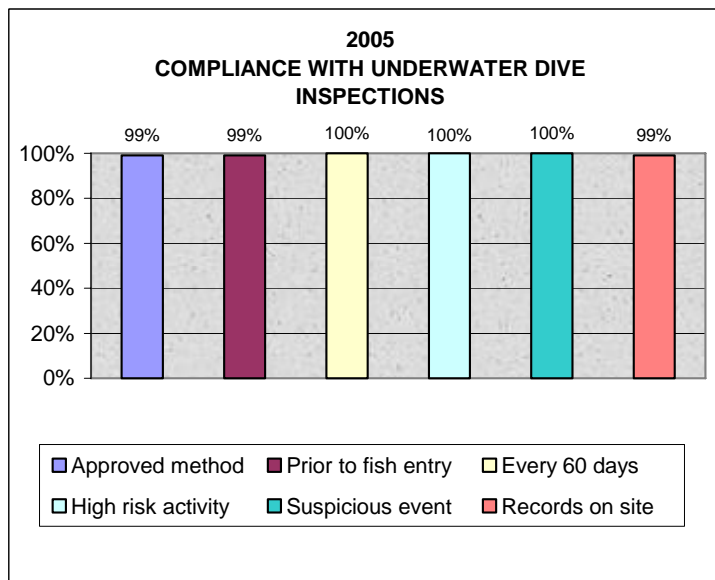 2005
COMPLIANCE WITH UNDERWATER DIVE
INSPECTIONS
99% 99% 100% 100% 100% 99%
100%
80%
60%
40%
20%
0%
Approved method Prior to fish entry Every 60 days
High risk activity Suspicious event Records on site